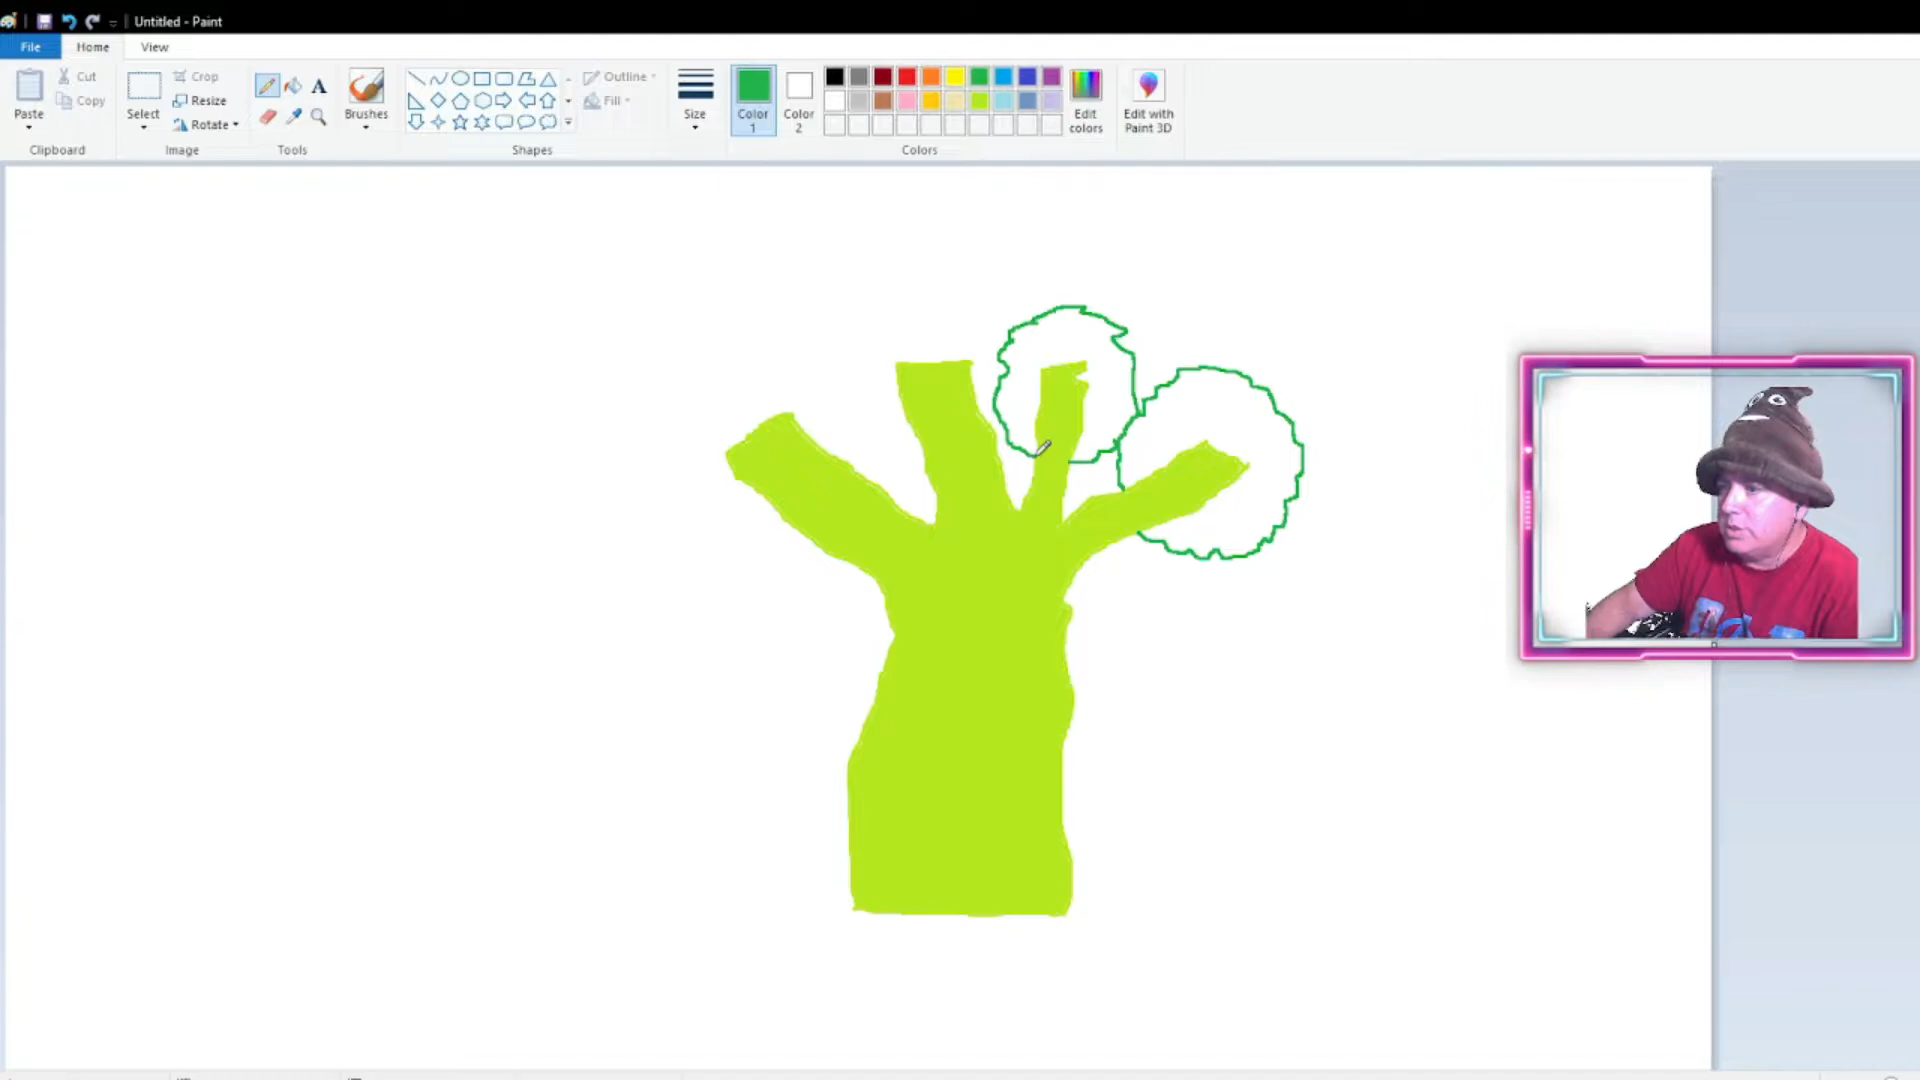 Untitled - Paint
File Home View
Paste
Cut
Copy
Clipboard
Select
Crop
Resize
Rotate
Image
A
Tools
Brushes
Shapes
Outline
Fill
Size
Color 1
Color 2
Colors
Edit colors
Edit with Paint 3D